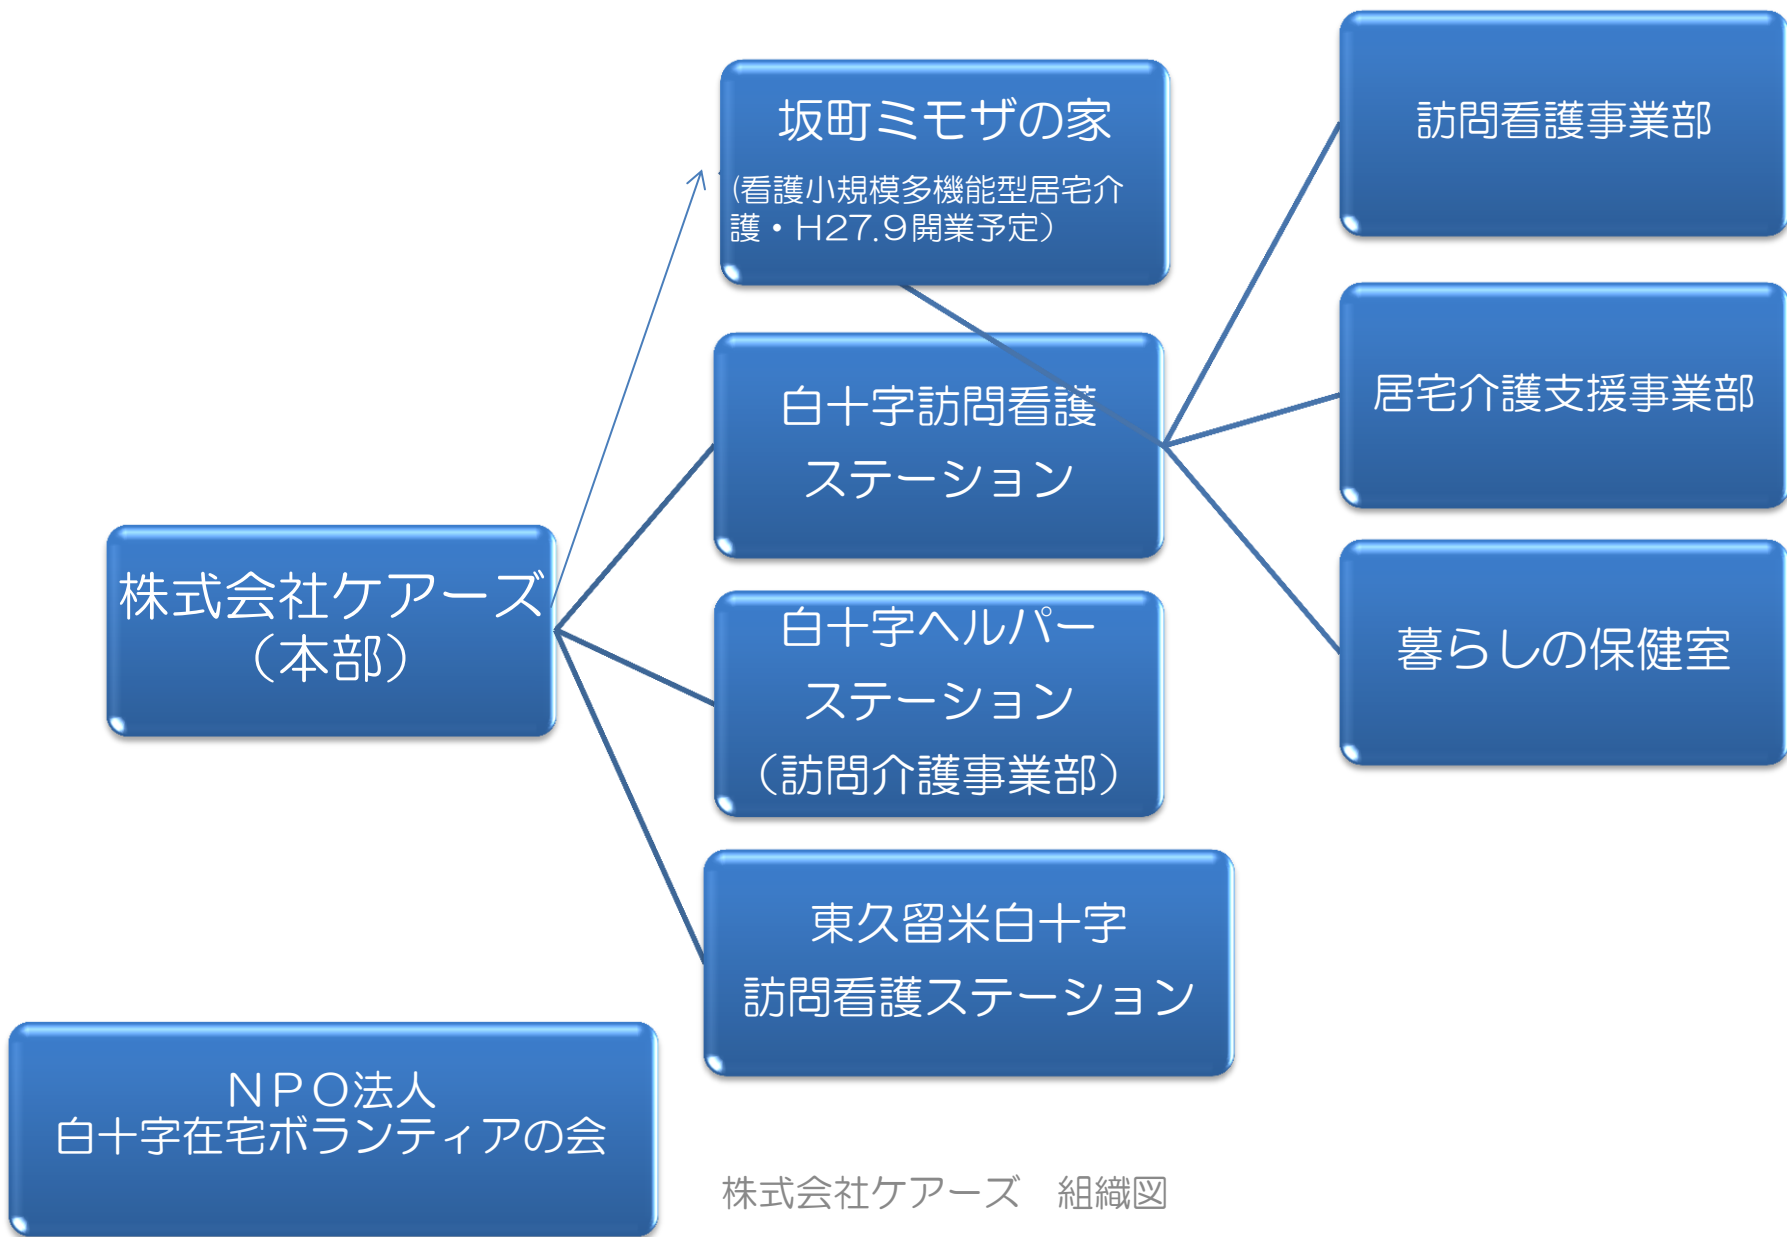 坂町ミモザの家
(看護小規模多機能型居宅介
護・H27.9開業予定)
訪問看護事業部
白十字訪問看護
ステーション
居宅介護支援事業部
株式会社ケアーズ
(本部)
白十字ヘルパー
ステーション
(訪問介護事業部)
暮らしの保健室
東久留米白十字
訪問看護ステーション
NPO法人
白十字在宅ボランティアの会
株式会社ケアーズ 組織図